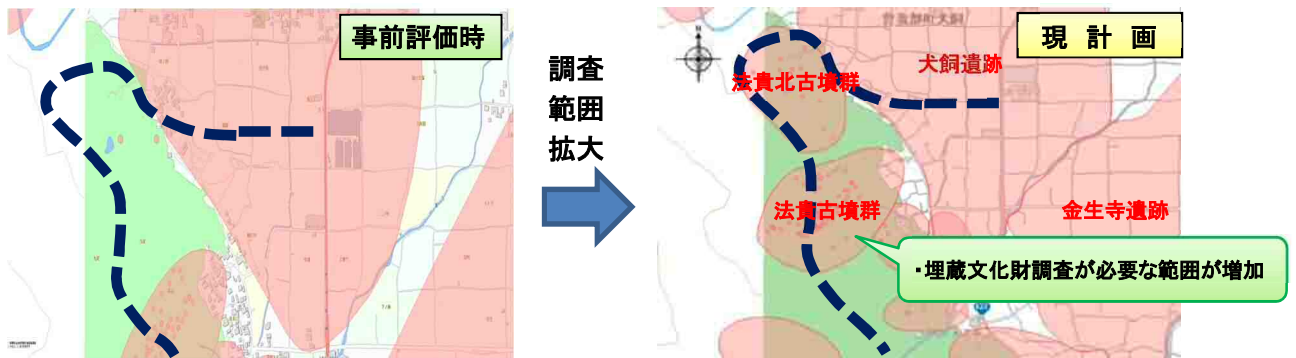 事前評価時
調査
範囲
拡大
現 計 画
N
犬飼遺跡
法貴北古墳群
法貴古墳群
金生寺遺跡
・埋蔵文化財調査が必要な範囲が増加